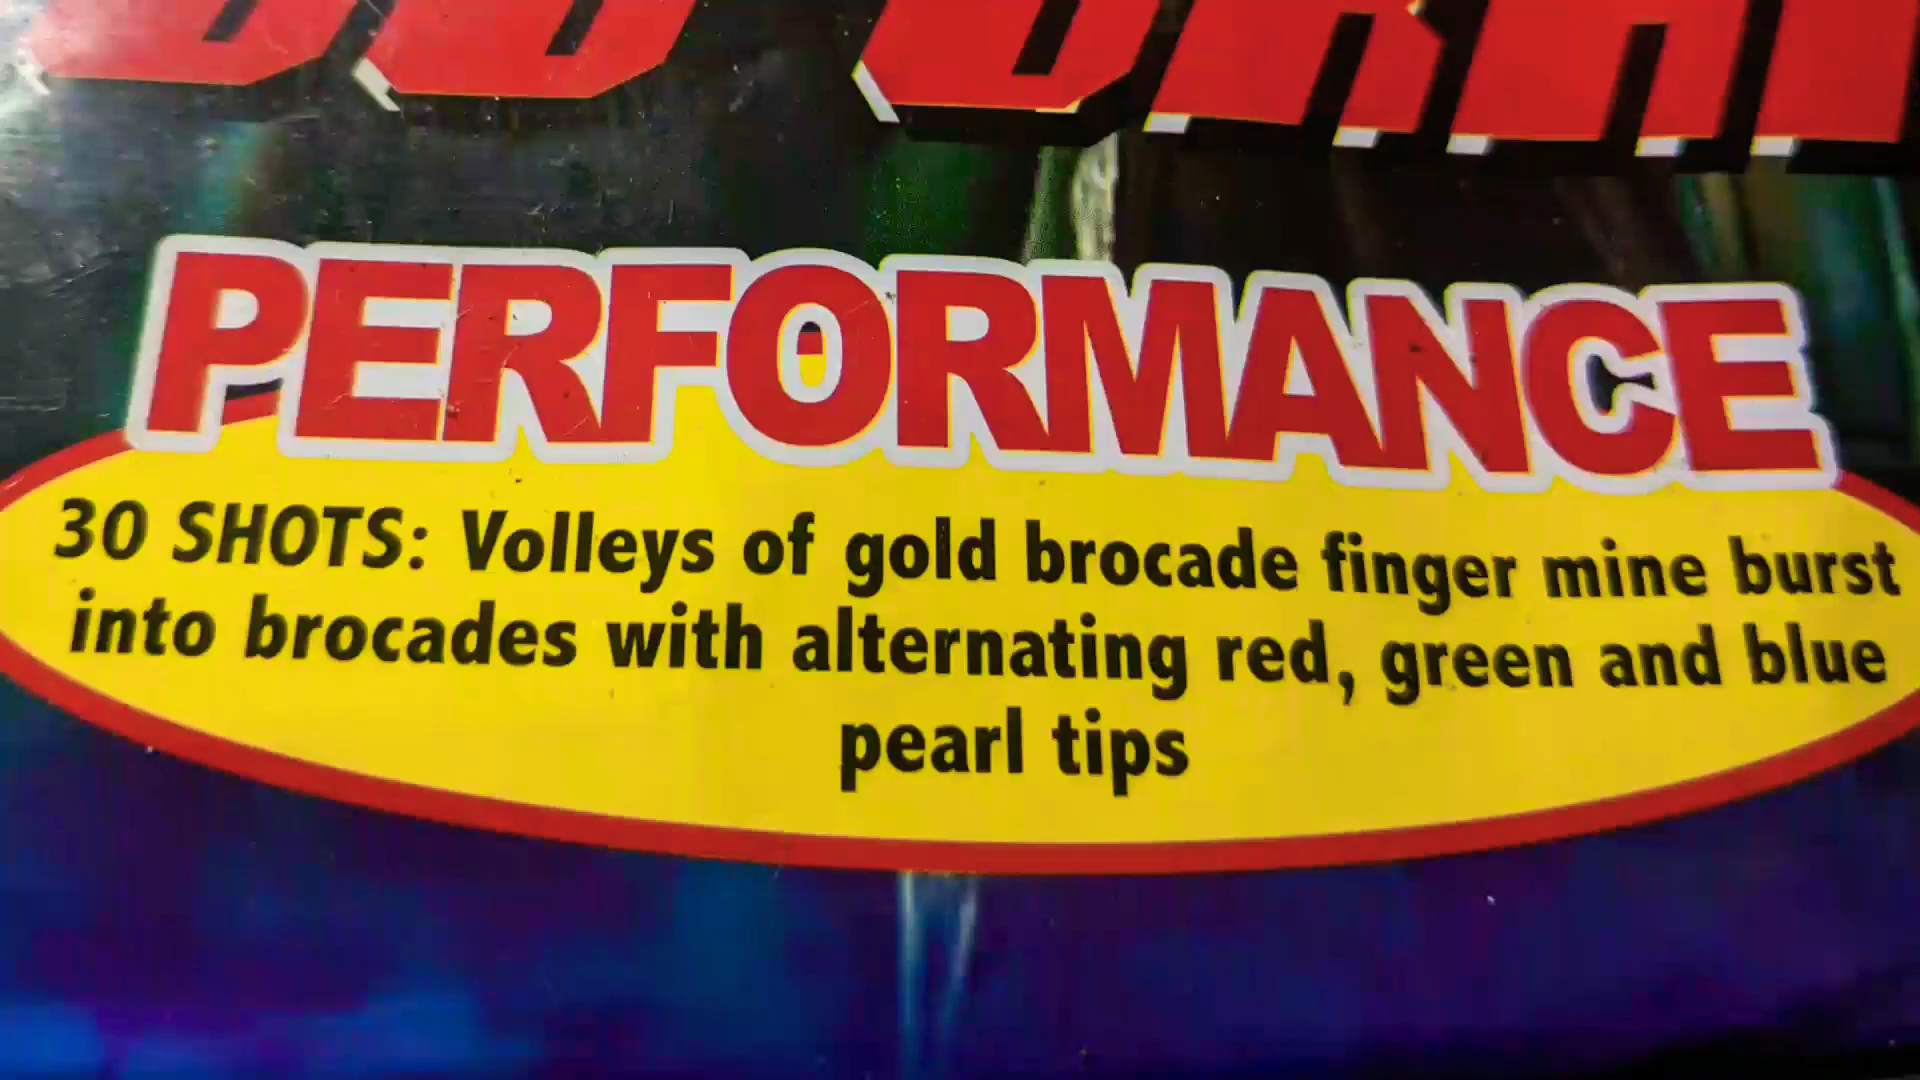 PERFORMANCE
30 SHOTS: Volleys of gold brocade finger mine burst
into brocades with alternating red, green and blue
pearl tips